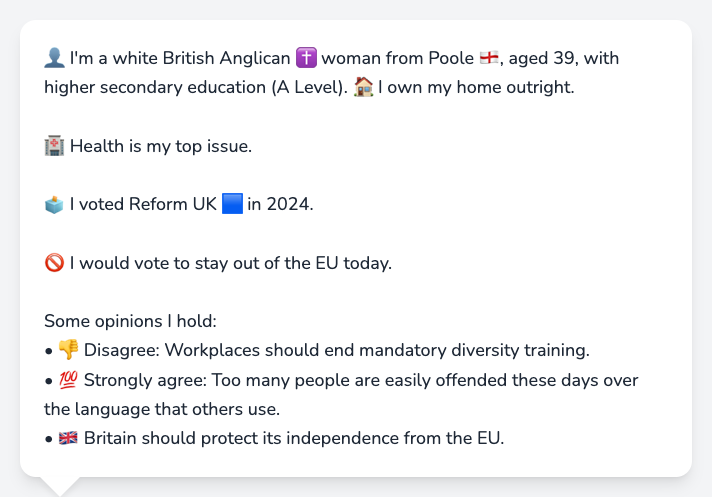 👤 I'm a white British Anglican ✝️ woman from Poole 🏴󠁧󠁢󠁥󠁮󠁧󠁿, aged 39, with
higher secondary education (A Level). 🏠 I own my home outright.
🏥 Health is my top issue.
🗳️ I voted Reform UK 🟦 in 2024.
🚫 I would vote to stay out of the EU today.
Some opinions I hold:
• 👎 Disagree: Workplaces should end mandatory diversity training.
• 💯 Strongly agree: Too many people are easily offended these days over
the language that others use.
• 🇬🇧 Britain should protect its independence from the EU.